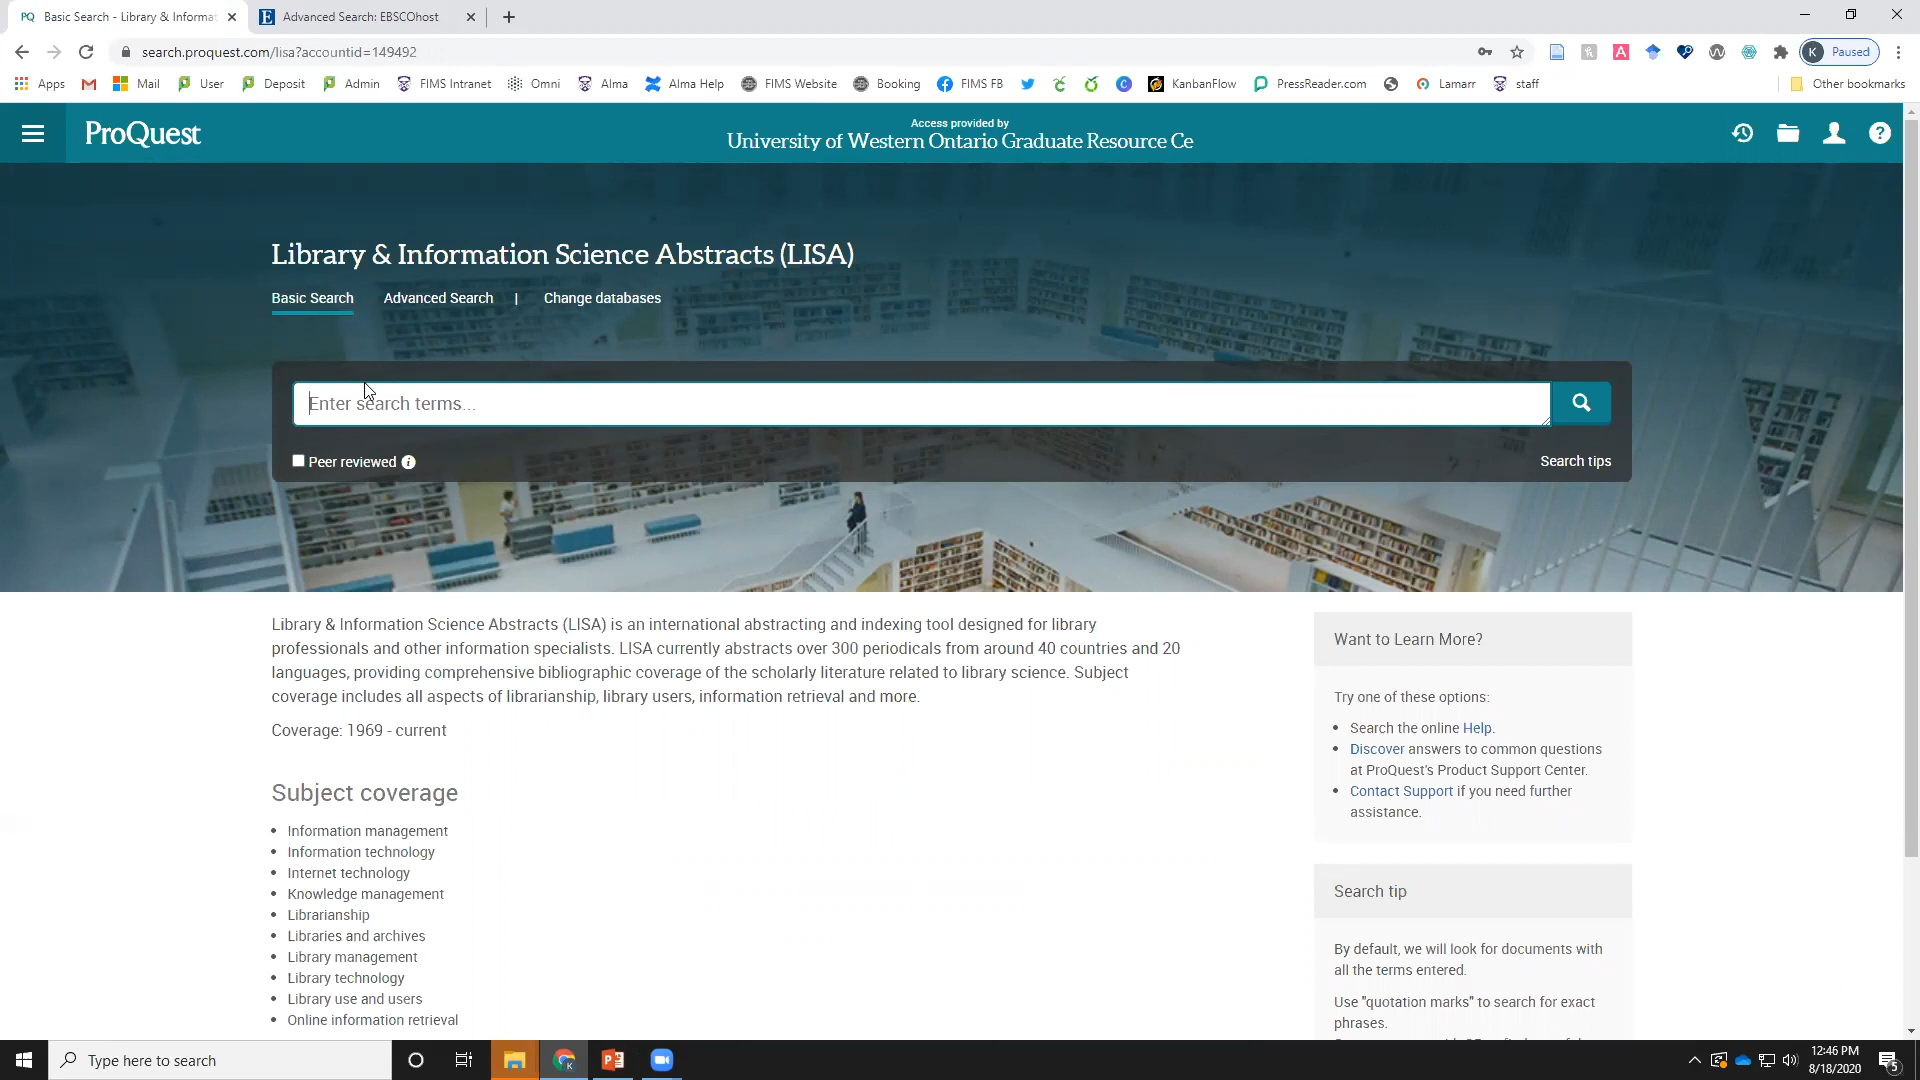 PQ Basic Search - Library & Informat
E Advanced Search: EBSCOhost
search.proquest.com/lisa?accountid=149492
K Paused
Apps Mail User Deposit Admin FIMS Intranet Omni Alma Alma Help FIMS Website Booking FIMS FB KanbanFlow PressReader.com Lamarr staff Other bookmarks
ProQuest
Access provided by
University of Western Ontario Graduate Resource Ce
Library & Information Science Abstracts (LISA)
Basic Search Advanced Search | Change databases
Enter search terms...
Peer reviewed
Search tips
Library & Information Science Abstracts (LISA) is an international abstracting and indexing tool designed for library
professionals and other information specialists. LISA currently abstracts over 300 periodicals from around 40 countries and 20
languages, providing comprehensive bibliographic coverage of the scholarly literature related to library science. Subject
coverage includes all aspects of librarianship, library users, information retrieval and more.
Coverage: 1969 - current
Subject coverage
• Information management
• Information technology
• Internet technology
• Knowledge management
• Librarianship
• Libraries and archives
• Library management
• Library technology
• Library use and users
• Online information retrieval
Want to Learn More?
Try one of these options:
• Search the online Help.
• Discover answers to common questions
at ProQuest's Product Support Center.
• Contact Support if you need further
assistance.
Search tip
By default, we will look for documents with
all the terms entered.
Use "quotation marks" to search for exact
phrases.
Type here to search
12:46 PM
8/18/2020
5